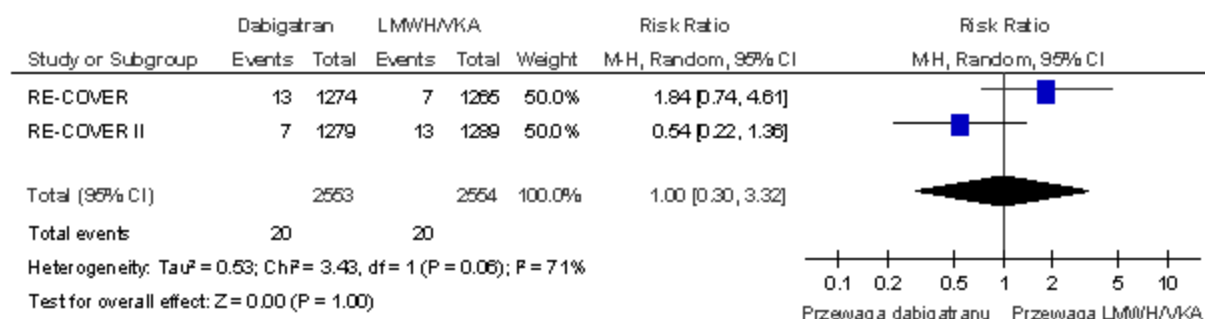 Dabigatran LMWH/VKA Risk Ratio Risk Ratio
Study or Subgroup Events Total Events Total Weight M-H, Random, 95% CI M-H, Random, 95% CI
RE-COVER 13 1274 7 1265 50.0% 1.84 [0.74, 4.61]
RE-COVER II 7 1279 13 1289 50.0% 0.54 [0.22, 1.36]
Total (95% CI) 2553 2554 100.0% 1.00 [0.30, 3.32]
Total events 20 20
Heterogeneity: Tau² = 0.53; Chi² = 3.43, df = 1 (P = 0.06); I² = 71%
Test for overall effect: Z = 0.00 (P = 1.00)
0.1 0.2 0.5 1 2 5 10
Przewaga dabigatranu Przewaga LMWH/VKA